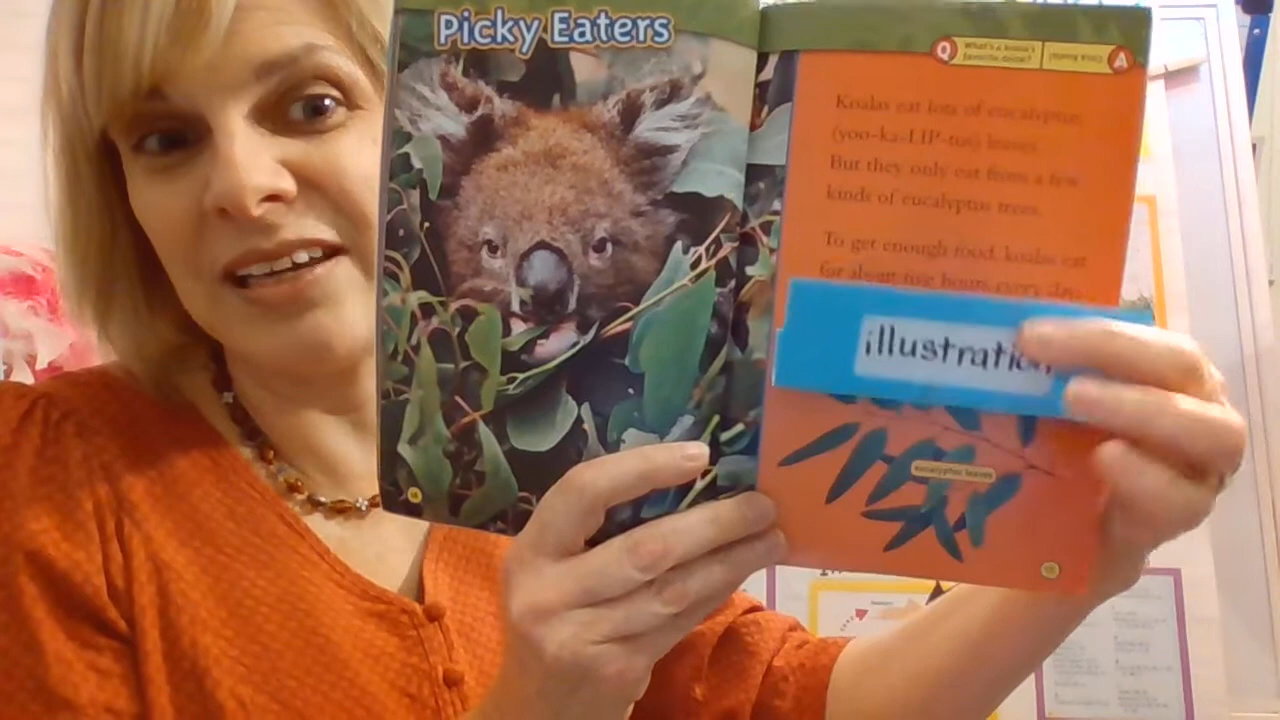 Picky Eaters
Q What's a koala's
favorite drink?
A
Koalas eat lots of eucalyptus
(yoo-ka-LIP-tus) leaves.
But they only eat from a few
kinds of eucalyptus trees.
To get enough food, koalas eat
for about five hours every day.
illustration
eucalyptus leaves